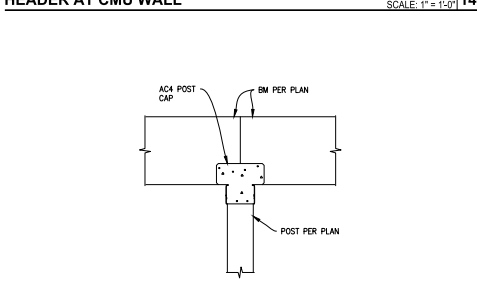 HEADER AT CMU WALL
SCALE: 1" = 1'-0" 14
AC4 POST
CAP
BM PER PLAN
POST PER PLAN